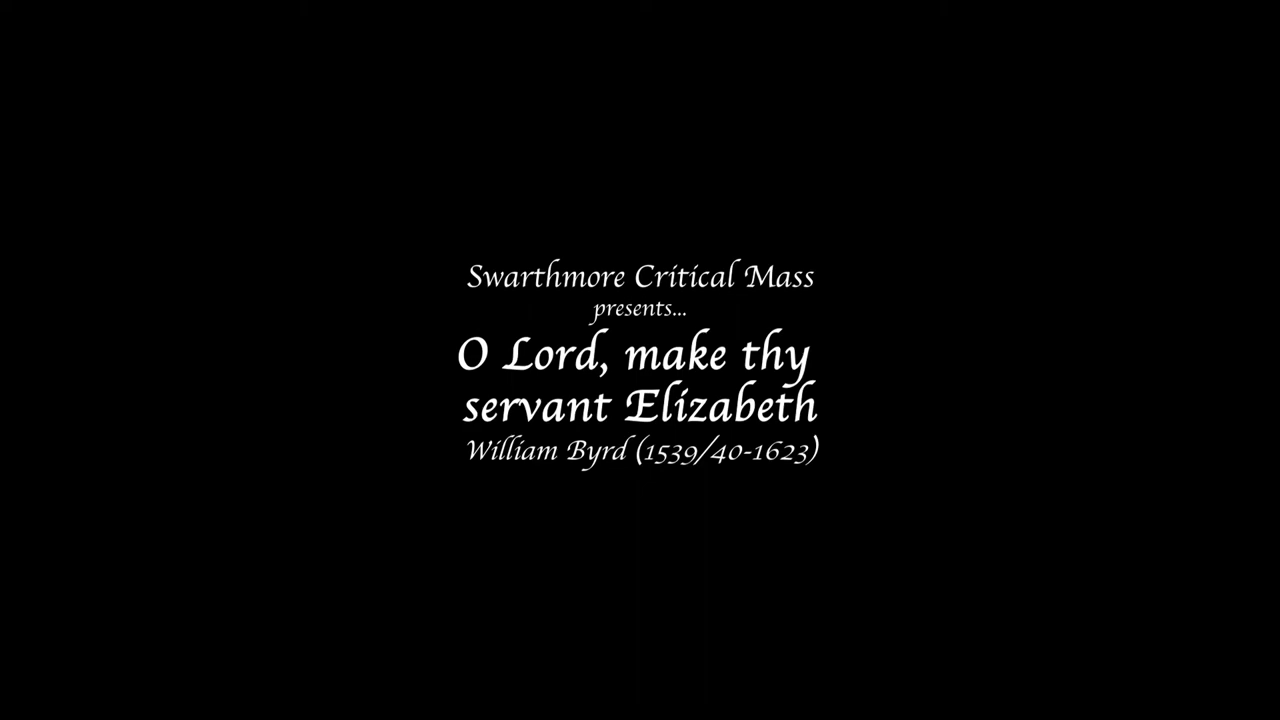 Swarthmore Critical Mass
presents...
O Lord, make thy
servant Elizabeth
William Byrd (1539/40-1623)